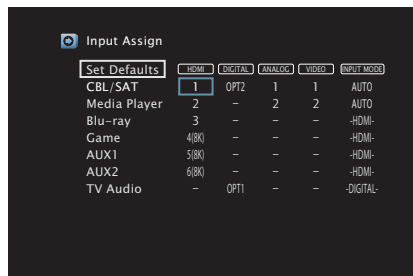 Input Assign
Set Defaults HDMI DIGITAL ANALOG VIDEO INPUT MODE
CBL/SAT 1 OPT2 1 1 AUTO
Media Player 2 – 2 2 AUTO
Blu-ray 3 – – – -HDMI-
Game 4(8K) – – – -HDMI-
AUX1 5(8K) – – – -HDMI-
AUX2 6(8K) – – – -HDMI-
TV Audio – OPT1 – – -DIGITAL-